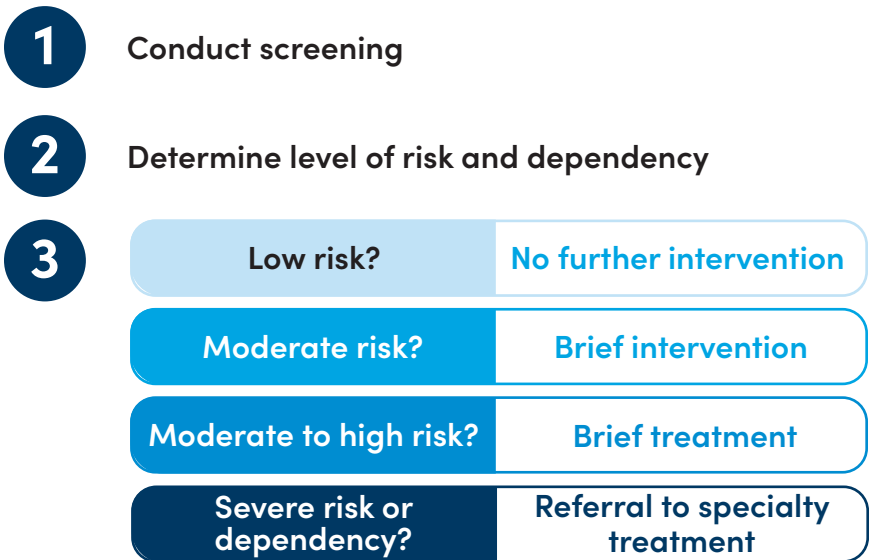 1 Conduct screening
2 Determine level of risk and dependency
3 Low risk? No further intervention
Moderate risk? Brief intervention
Moderate to high risk? Brief treatment
Severe risk or dependency? Referral to specialty treatment